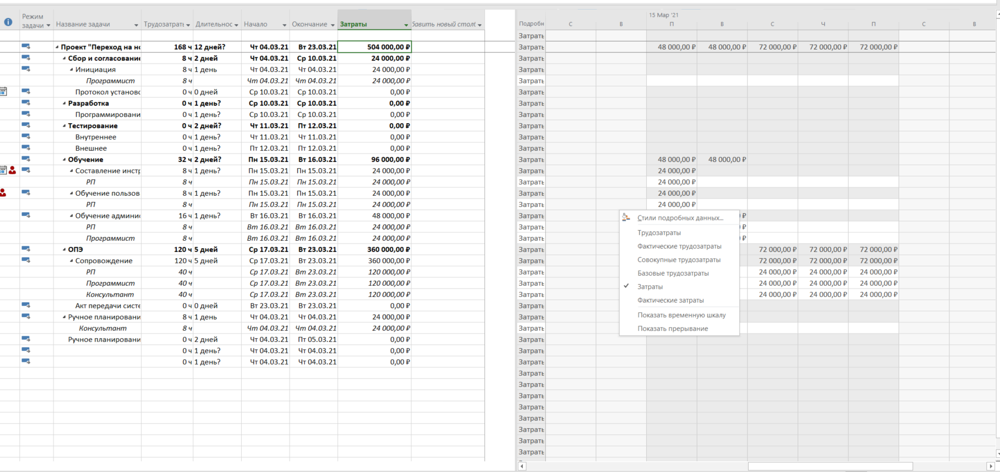 15 Мар '21
Режим задачи Название задачи Трудозатраты Длительнос Начало Окончание Затраты бавить новый столб Подробн С В П В С Ч П С В
Затрать
Проект "Переход на но 168 ч 12 дней? Чт 04.03.21 Вт 23.03.21 504 000,00 ₽ Затрать 48 000,00 ₽ 48 000,00 ₽ 72 000,00 ₽ 72 000,00 ₽ 72 000,00 ₽
Сбор и согласование 8 ч 2 дней Чт 04.03.21 Ср 10.03.21 24 000,00 ₽ Затрать
Инициация 8 ч 1 день Чт 04.03.21 Чт 04.03.21 24 000,00 ₽ Затрать
Программист 8 ч Чт 04.03.21 Чт 04.03.21 24 000,00 ₽ Затрать
Протокол установо 0 ч 0 дней Ср 10.03.21 Ср 10.03.21 0,00 ₽ Затрать
Разработка 0 ч 1 день? Ср 10.03.21 Ср 10.03.21 0,00 ₽ Затрать
Программировани 0 ч 1 день? Ср 10.03.21 Ср 10.03.21 0,00 ₽ Затрать
Тестирование 0 ч 2 дней? Чт 11.03.21 Пт 12.03.21 0,00 ₽ Затрать
Внутреннее 0 ч 1 день? Чт 11.03.21 Чт 11.03.21 0,00 ₽ Затрать
Внешнее 0 ч 1 день? Пт 12.03.21 Пт 12.03.21 0,00 ₽ Затрать
Обучение 32 ч 2 дней? Пн 15.03.21 Вт 16.03.21 96 000,00 ₽ Затрать 48 000,00 ₽ 48 000,00 ₽
Составление инстр 8 ч 1 день? Пн 15.03.21 Пн 15.03.21 24 000,00 ₽ Затрать 24 000,00 ₽
РП 8 ч Пн 15.03.21 Пн 15.03.21 24 000,00 ₽ Затрать 24 000,00 ₽
Обучение пользов 8 ч 1 день? Пн 15.03.21 Пн 15.03.21 24 000,00 ₽ Затрать 24 000,00 ₽
РП 8 ч Пн 15.03.21 Пн 15.03.21 24 000,00 ₽ Затрать 24 000,00 ₽
Обучение админис 16 ч 1 день? Вт 16.03.21 Вт 16.03.21 48 000,00 ₽ Затрать ₽
РП 8 ч Вт 16.03.21 Вт 16.03.21 24 000,00 ₽ Затрать ₽
Программист 8 ч Вт 16.03.21 Вт 16.03.21 24 000,00 ₽ Затрать ₽
ОПЭ 120 ч 5 дней Ср 17.03.21 Вт 23.03.21 360 000,00 ₽ Затрать 72 000,00 ₽ 72 000,00 ₽ 72 000,00 ₽
Сопровождение 120 ч 5 дней Ср 17.03.21 Вт 23.03.21 360 000,00 ₽ Затрать 72 000,00 ₽ 72 000,00 ₽ 72 000,00 ₽
РП 40 ч Ср 17.03.21 Вт 23.03.21 120 000,00 ₽ Затрать 24 000,00 ₽ 24 000,00 ₽ 24 000,00 ₽
Программист 40 ч Ср 17.03.21 Вт 23.03.21 120 000,00 ₽ Затрать 24 000,00 ₽ 24 000,00 ₽ 24 000,00 ₽
Консультант 40 ч Ср 17.03.21 Вт 23.03.21 120 000,00 ₽ Затрать 24 000,00 ₽ 24 000,00 ₽ 24 000,00 ₽
Акт передачи систе 0 ч 0 дней Вт 23.03.21 Вт 23.03.21 0,00 ₽ Затрать
Ручное планировани 8 ч 1 день Чт 04.03.21 Чт 04.03.21 24 000,00 ₽ Затрать
Консультант 8 ч Чт 04.03.21 Чт 04.03.21 24 000,00 ₽ Затрать
Ручное планировани 0 ч 2 дней Чт 04.03.21 Пт 05.03.21 0,00 ₽ Затрать
0 ч 1 день? Чт 04.03.21 Чт 04.03.21 0,00 ₽ Затрать
0 ч 1 день? Чт 04.03.21 Чт 04.03.21 0,00 ₽ Затрать
Затрать
Затрать
Затрать
Затрать
Затрать
Затрать
Затрать
Затрать
Стили подробных данных...
Трудозатраты
Фактические трудозатраты
Совокупные трудозатраты
Базовые трудозатраты
Затраты
Фактические затраты
Показать временную шкалу
Показать прерывание